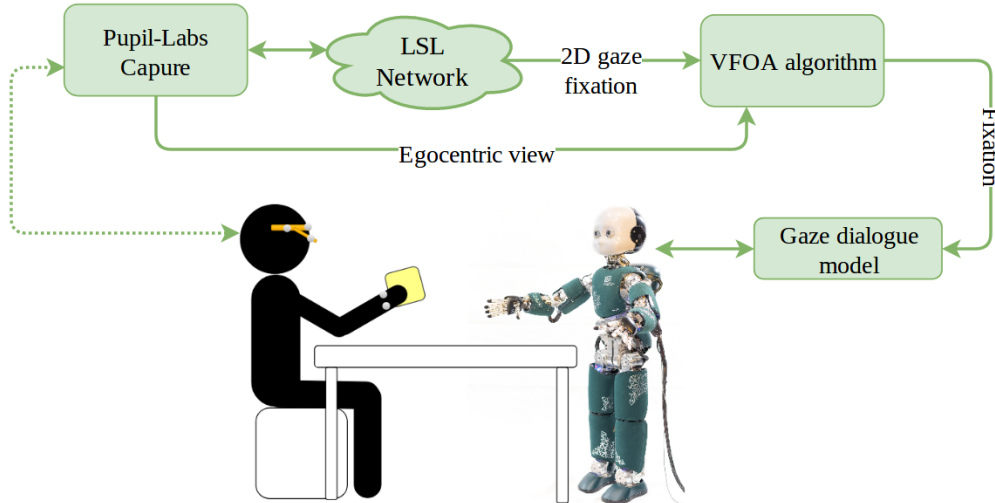 Pupil-Labs
Capure
LSL
Network
2D gaze
fixation
VFOA algorithm
Egocentric view
Fixation
Gaze dialogue
model